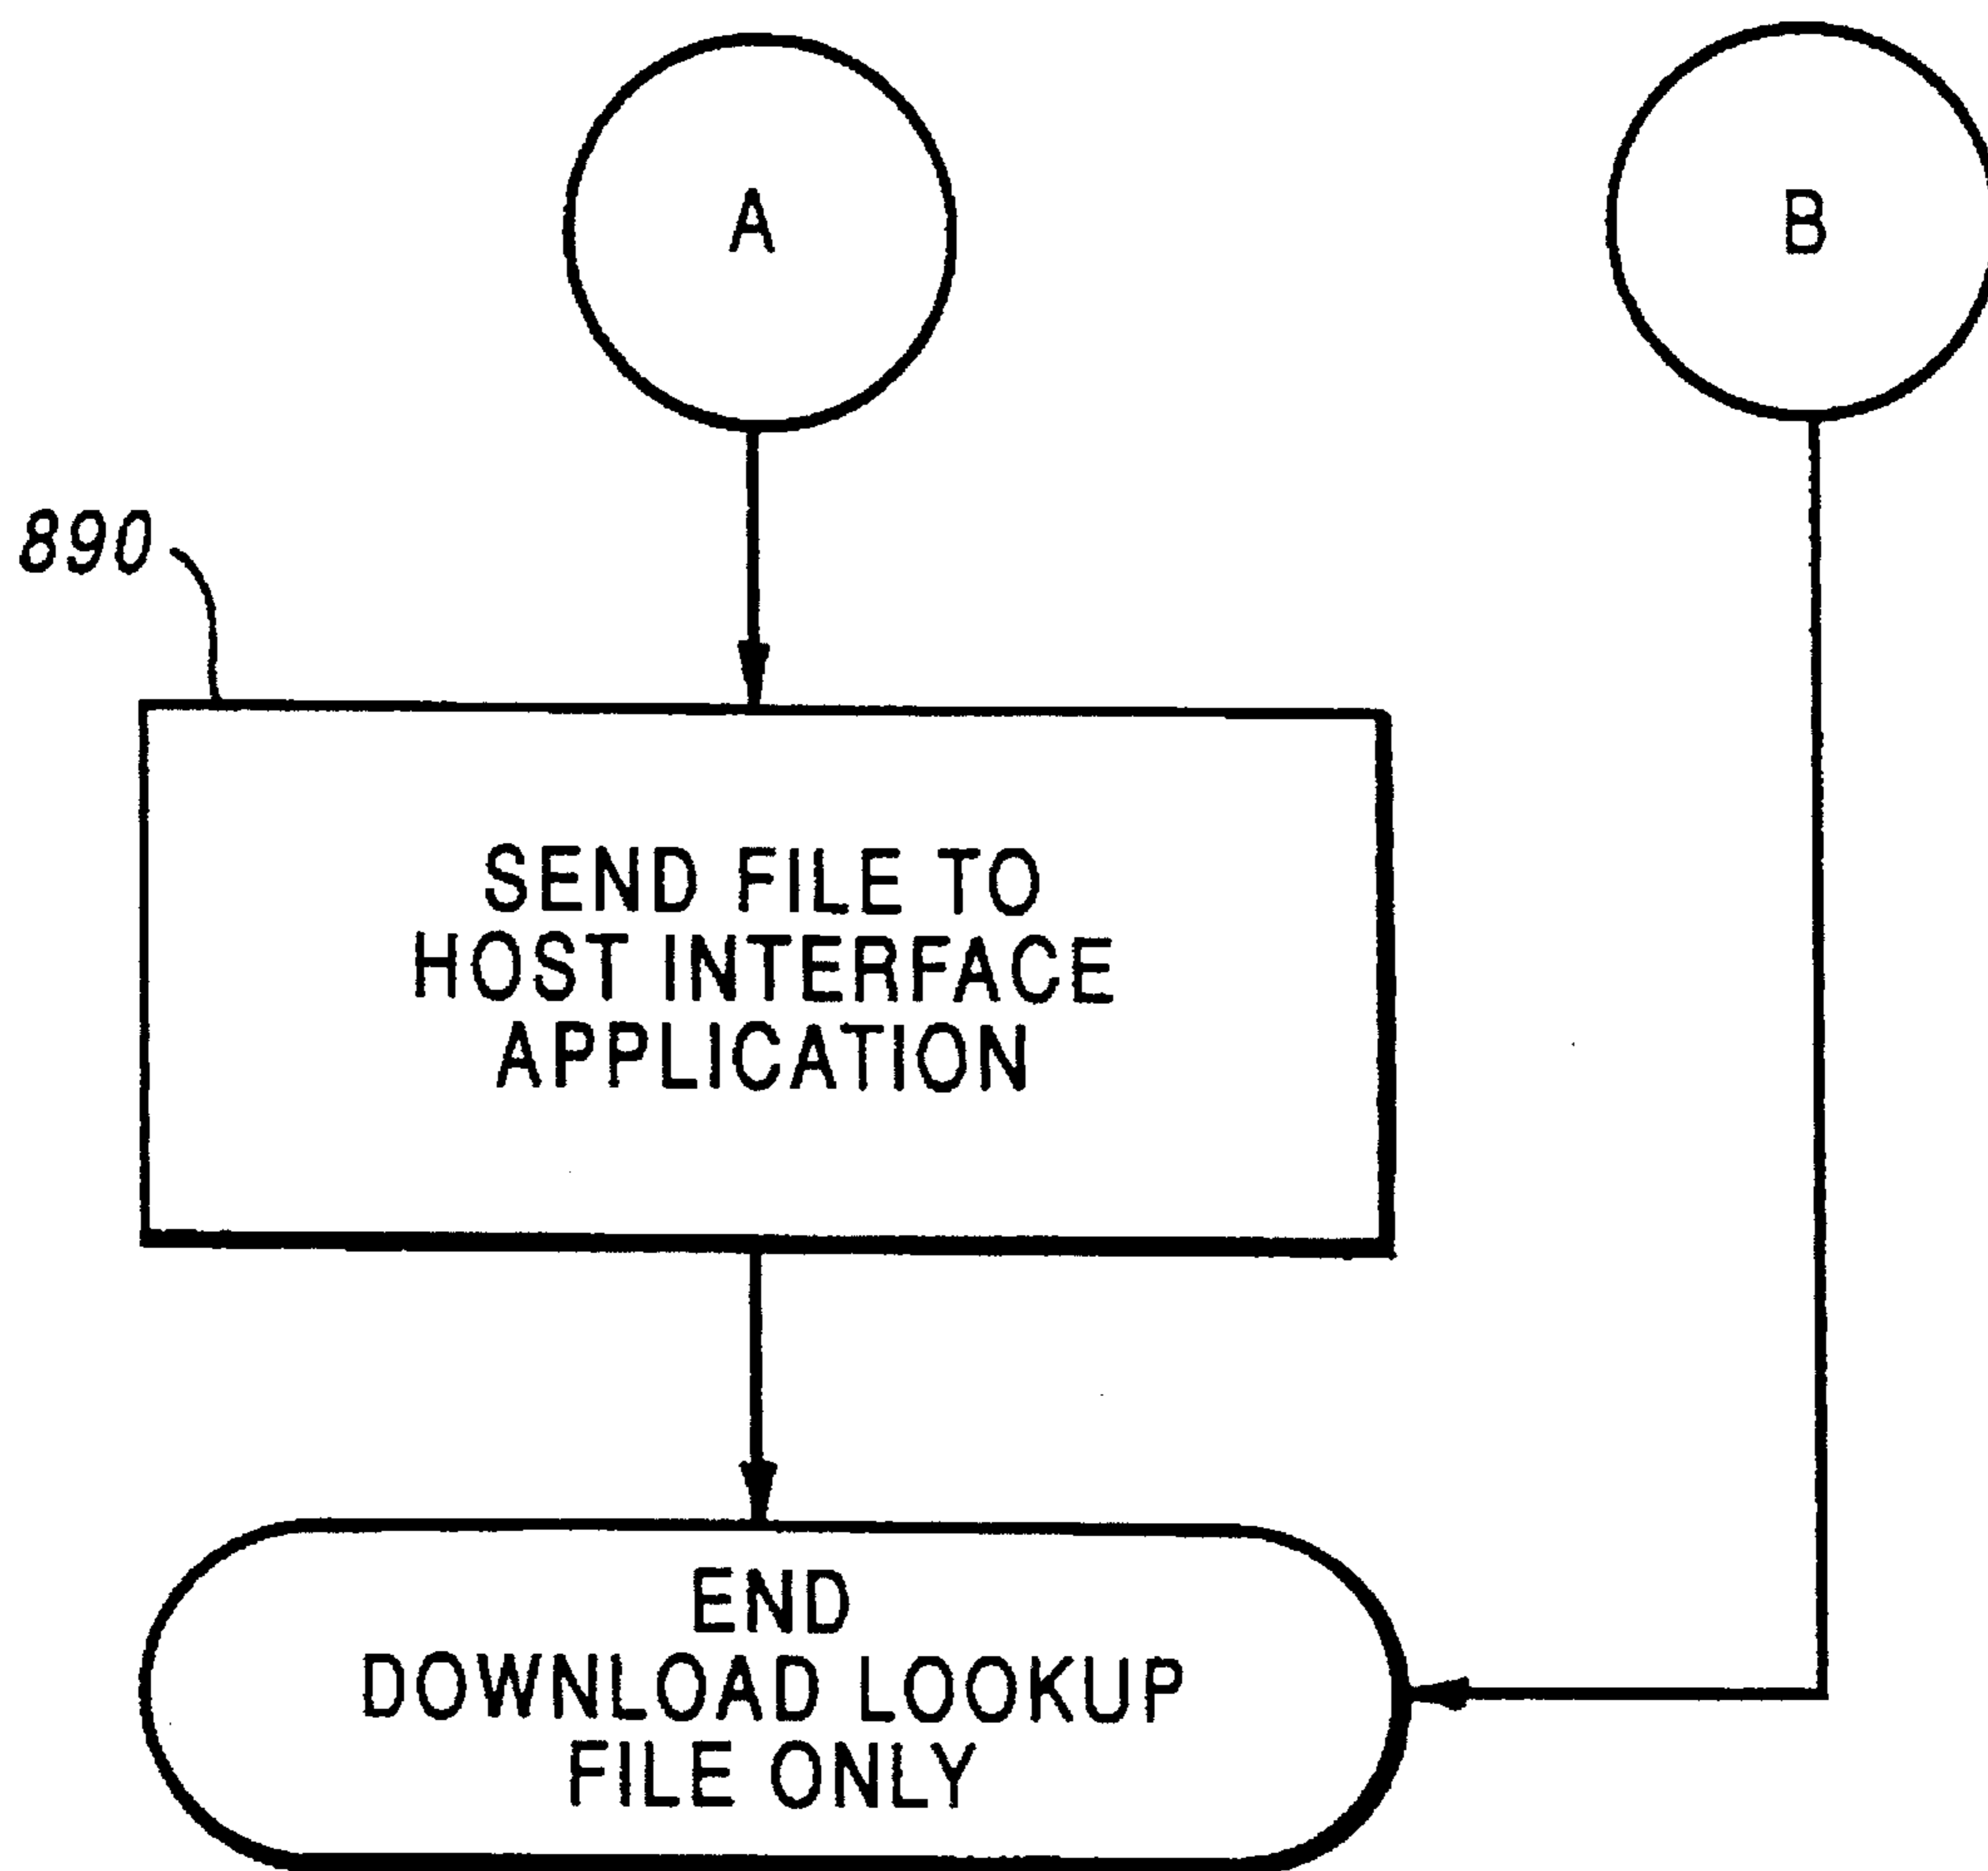 A
B
890
SEND FILE TO
HOST INTERFACE
APPLICATION
END
DOWNLOAD LOOKUP
FILE ONLY